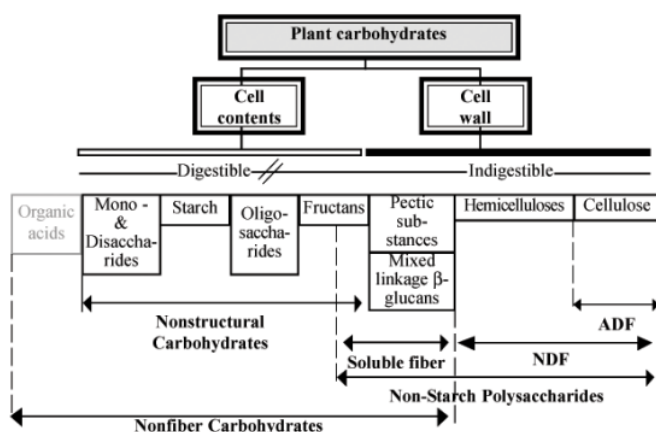 Plant carbohydrates
Cell
contents
Cell
wall
Digestible
Indigestible
Organic
acids
Mono -
&
Disaccha-
rides
Starch
Oligo-
saccha-
rides
Fructans
Pectic sub-
stances
Mixed
linkage β-
glucans
Hemicelluloses
Cellulose
Nonstructural
Carbohydrates
ADF
Soluble fiber
NDF
Non-Starch Polysaccharides
Nonfiber Carbohydrates